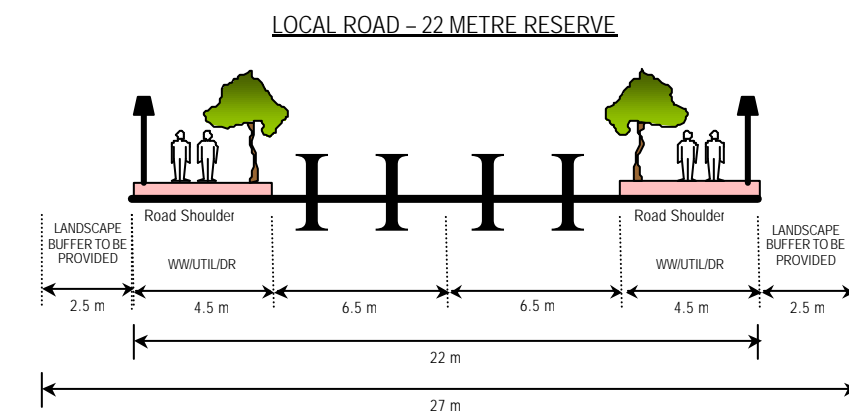 LOCAL ROAD – 22 METRE RESERVE
Road Shoulder
Road Shoulder
LANDSCAPE
BUFFER TO BE
PROVIDED
WW/UTIL/DR
WW/UTIL/DR
LANDSCAPE
BUFFER TO BE
PROVIDED
2.5 m
4.5 m
6.5 m
6.5 m
4.5 m
2.5 m
22 m
27 m